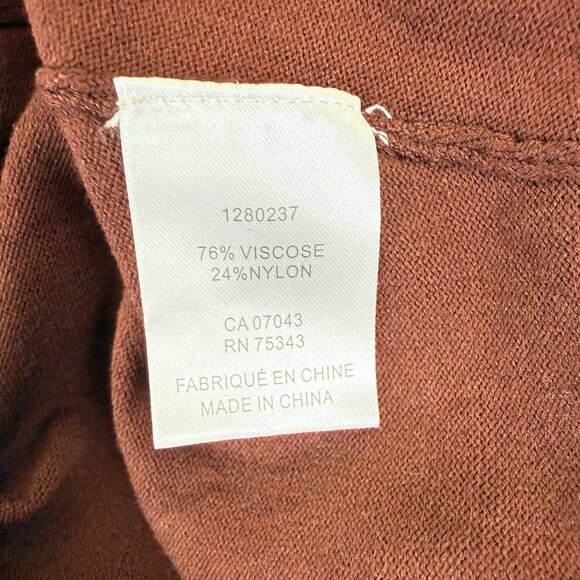 1280237
76% VISCOSE
24%NYLON
CA 07043
RN 75343
FABRIQUÉ EN CHINE
MADE IN CHINA